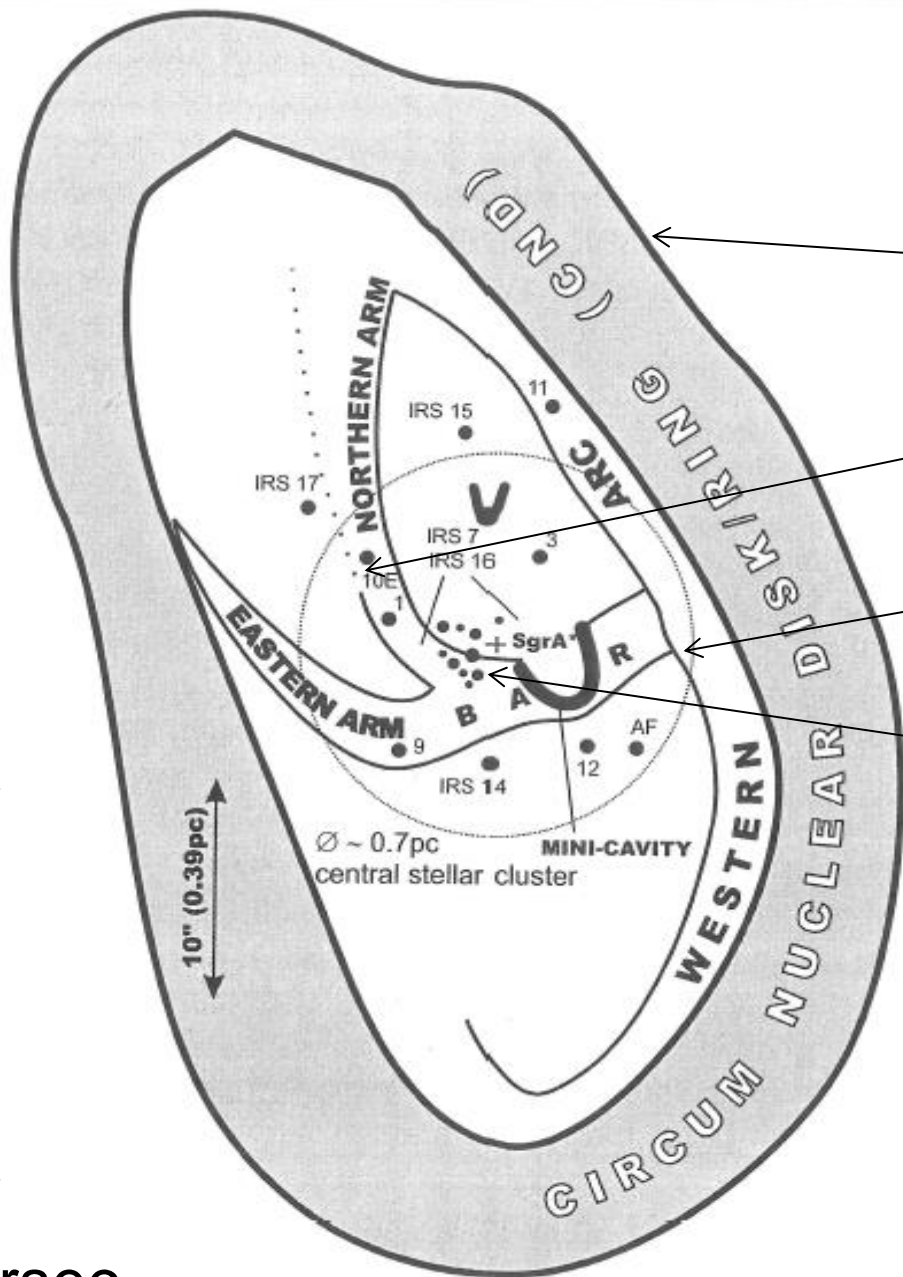 CIRCUM NUCLEAR DISK/RING (CND)
NORTHERN ARM
11
IRS 15
ARC
IRS 17
IRS 7
3
IRS 16
10E
1
SgrA*
EASTERN ARM
B A R
9
AF
12
IRS 14
WESTERN
Ø ~ 0.7pc
MINI-CAVITY
central stellar cluster
10" (0.39pc)